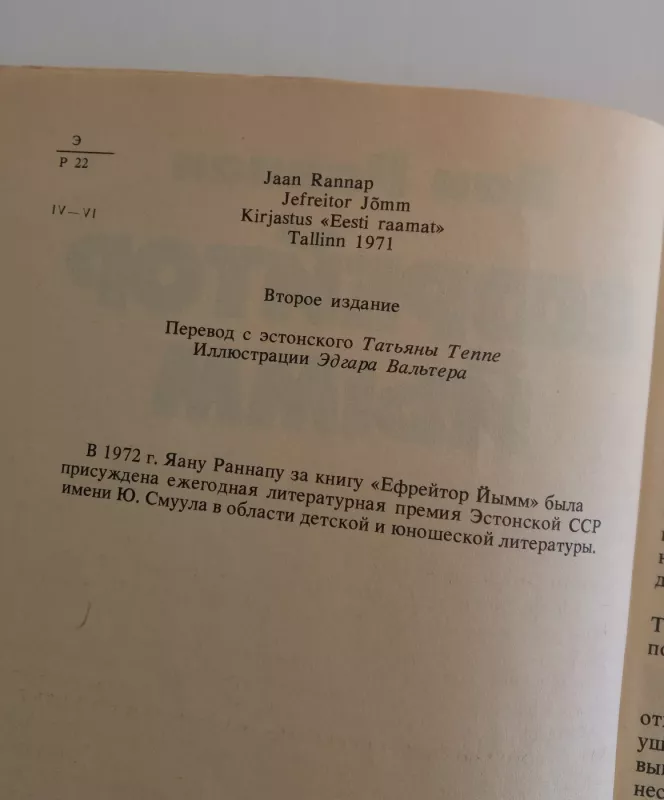 Э
Р 22
IV—VI
Jaan Rannap
Jefreitor Jõmm
Kirjastus «Eesti raamat»
Tallinn 1971
Второе издание
Перевод с эстонского Татьяны Теппе
Иллюстрации Эдгара Вальтера
В 1972 г. Яану Раннапу за книгу «Ефрейтор Йымм» была
присуждена ежегодная литературная премия Эстонской ССР
имени Ю. Смуула в области детской и юношеской литературы.